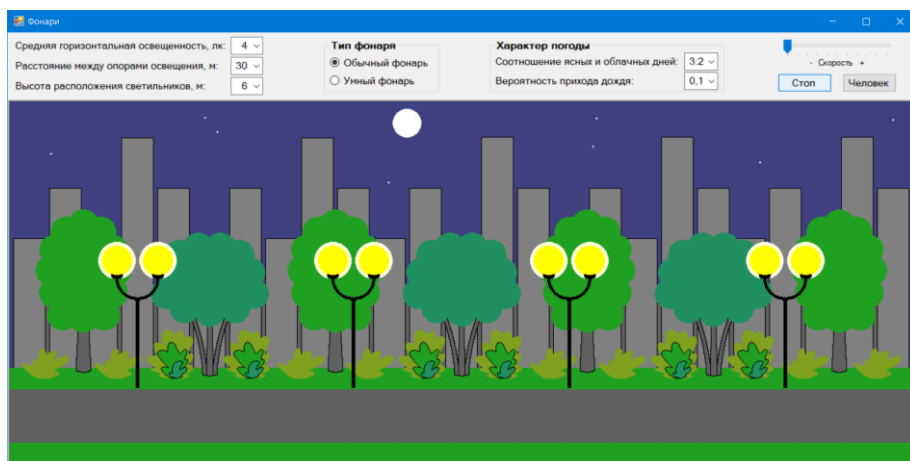 Фонари
Средняя горизонтальная освещенность, лк: 4
Расстояние между опорами освещения, м: 30
Высота расположения светильников, м: 6
Тип фонаря
Обычный фонарь
Умный фонарь
Характер погоды
Соотношение ясных и облачных дней: 3:2
Вероятность прихода дождя: 0,1
- Скорость +
Стоп Человек